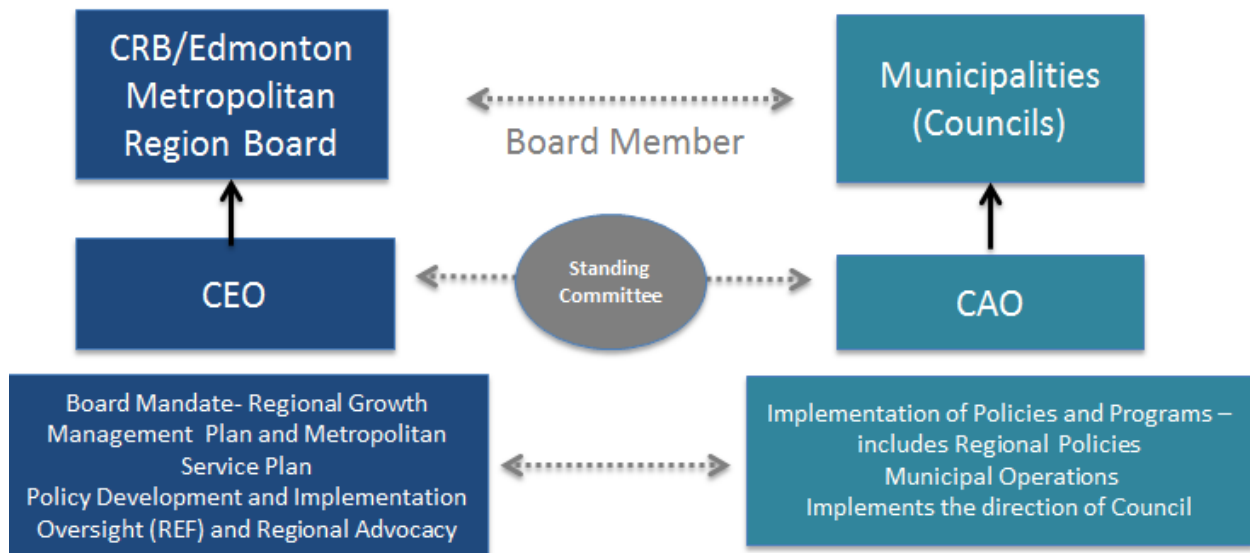 CRB/Edmonton
Metropolitan
Region Board
Board Member
Municipalities
(Councils)
CEO
Standing
Committee
CAO
Board Mandate- Regional Growth
Management Plan and Metropolitan
Service Plan
Policy Development and Implementation
Oversight (REF) and Regional Advocacy
Implementation of Policies and Programs –
includes Regional Policies
Municipal Operations
Implements the direction of Council